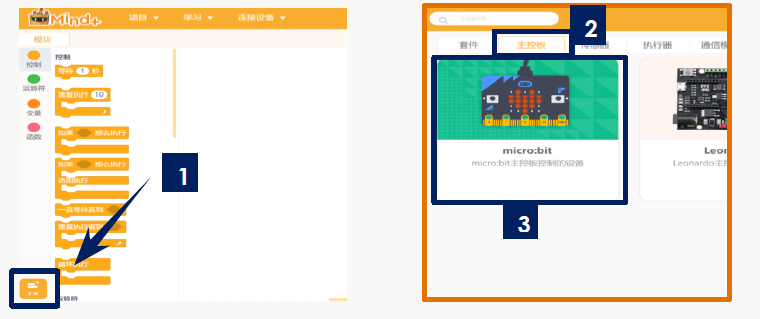 Mind+
项目
学习
连接设备
模块
控制
运算符
变量
函数
控制
等待 1 秒
重复执行 10
如果 那么执行
如果 那么执行
否则执行
一直等待直到
重复执行直到
循环执行
运算符
1
Search
2
套件
主控板
传感器
执行器
通信模
micro:bit
micro:bit主控板控制的设备
Leor
Leonardo主控
3